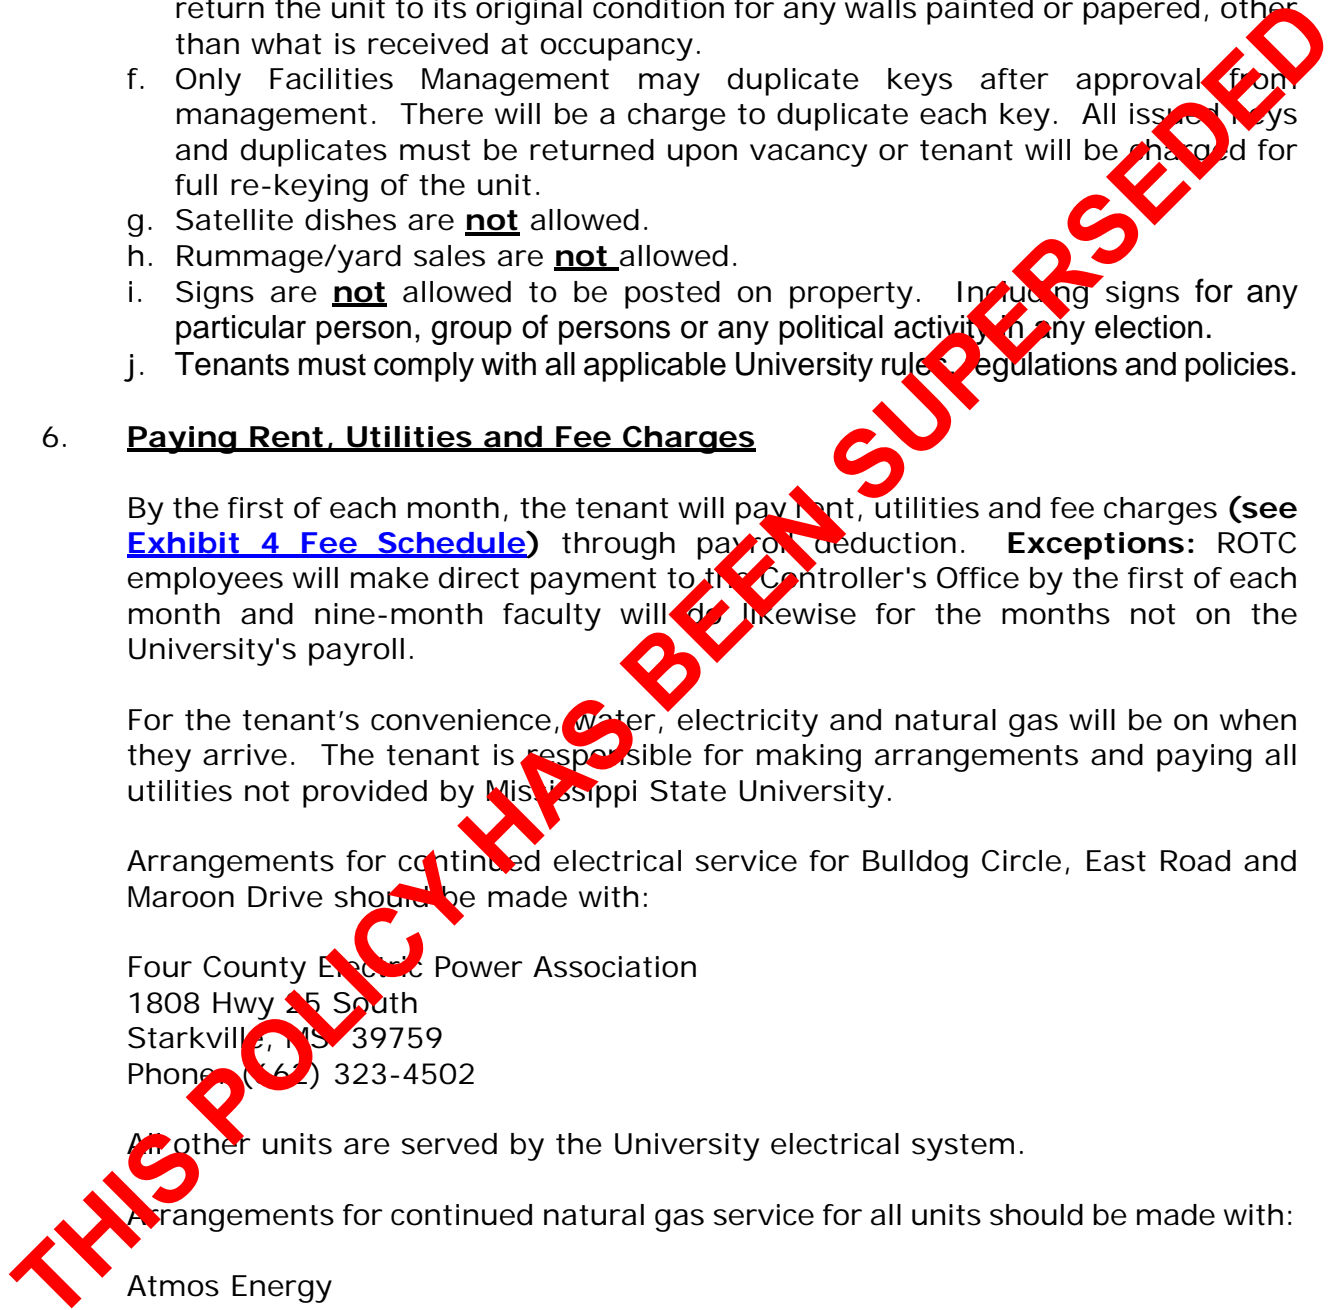 return the unit to its original condition for any walls painted or papered, other
than what is received at occupancy.
f. Only Facilities Management may duplicate keys after approval from
management. There will be a charge to duplicate each key. All issued keys
and duplicates must be returned upon vacancy or tenant will be charged for
full re-keying of the unit.
g. Satellite dishes are not allowed.
h. Rummage/yard sales are not allowed.
i. Signs are not allowed to be posted on property. Including signs for any
particular person, group of persons or any political activity in any election.
j. Tenants must comply with all applicable University rules, regulations and policies.
6. Paying Rent, Utilities and Fee Charges
By the first of each month, the tenant will pay rent, utilities and fee charges (see
Exhibit 4 Fee Schedule) through payroll deduction. Exceptions: ROTC
employees will make direct payment to the Controller's Office by the first of each
month and nine-month faculty will do likewise for the months not on the
University's payroll.
For the tenant’s convenience, water, electricity and natural gas will be on when
they arrive. The tenant is responsible for making arrangements and paying all
utilities not provided by Mississippi State University.
Arrangements for continued electrical service for Bulldog Circle, East Road and
Maroon Drive should be made with:
Four County Electric Power Association
1808 Hwy 25 South
Starkville, MS 39759
Phone: (662) 323-4502
All other units are served by the University electrical system.
Arrangements for continued natural gas service for all units should be made with:
Atmos Energy
THIS POLICY HAS BEEN SUPERSEDED